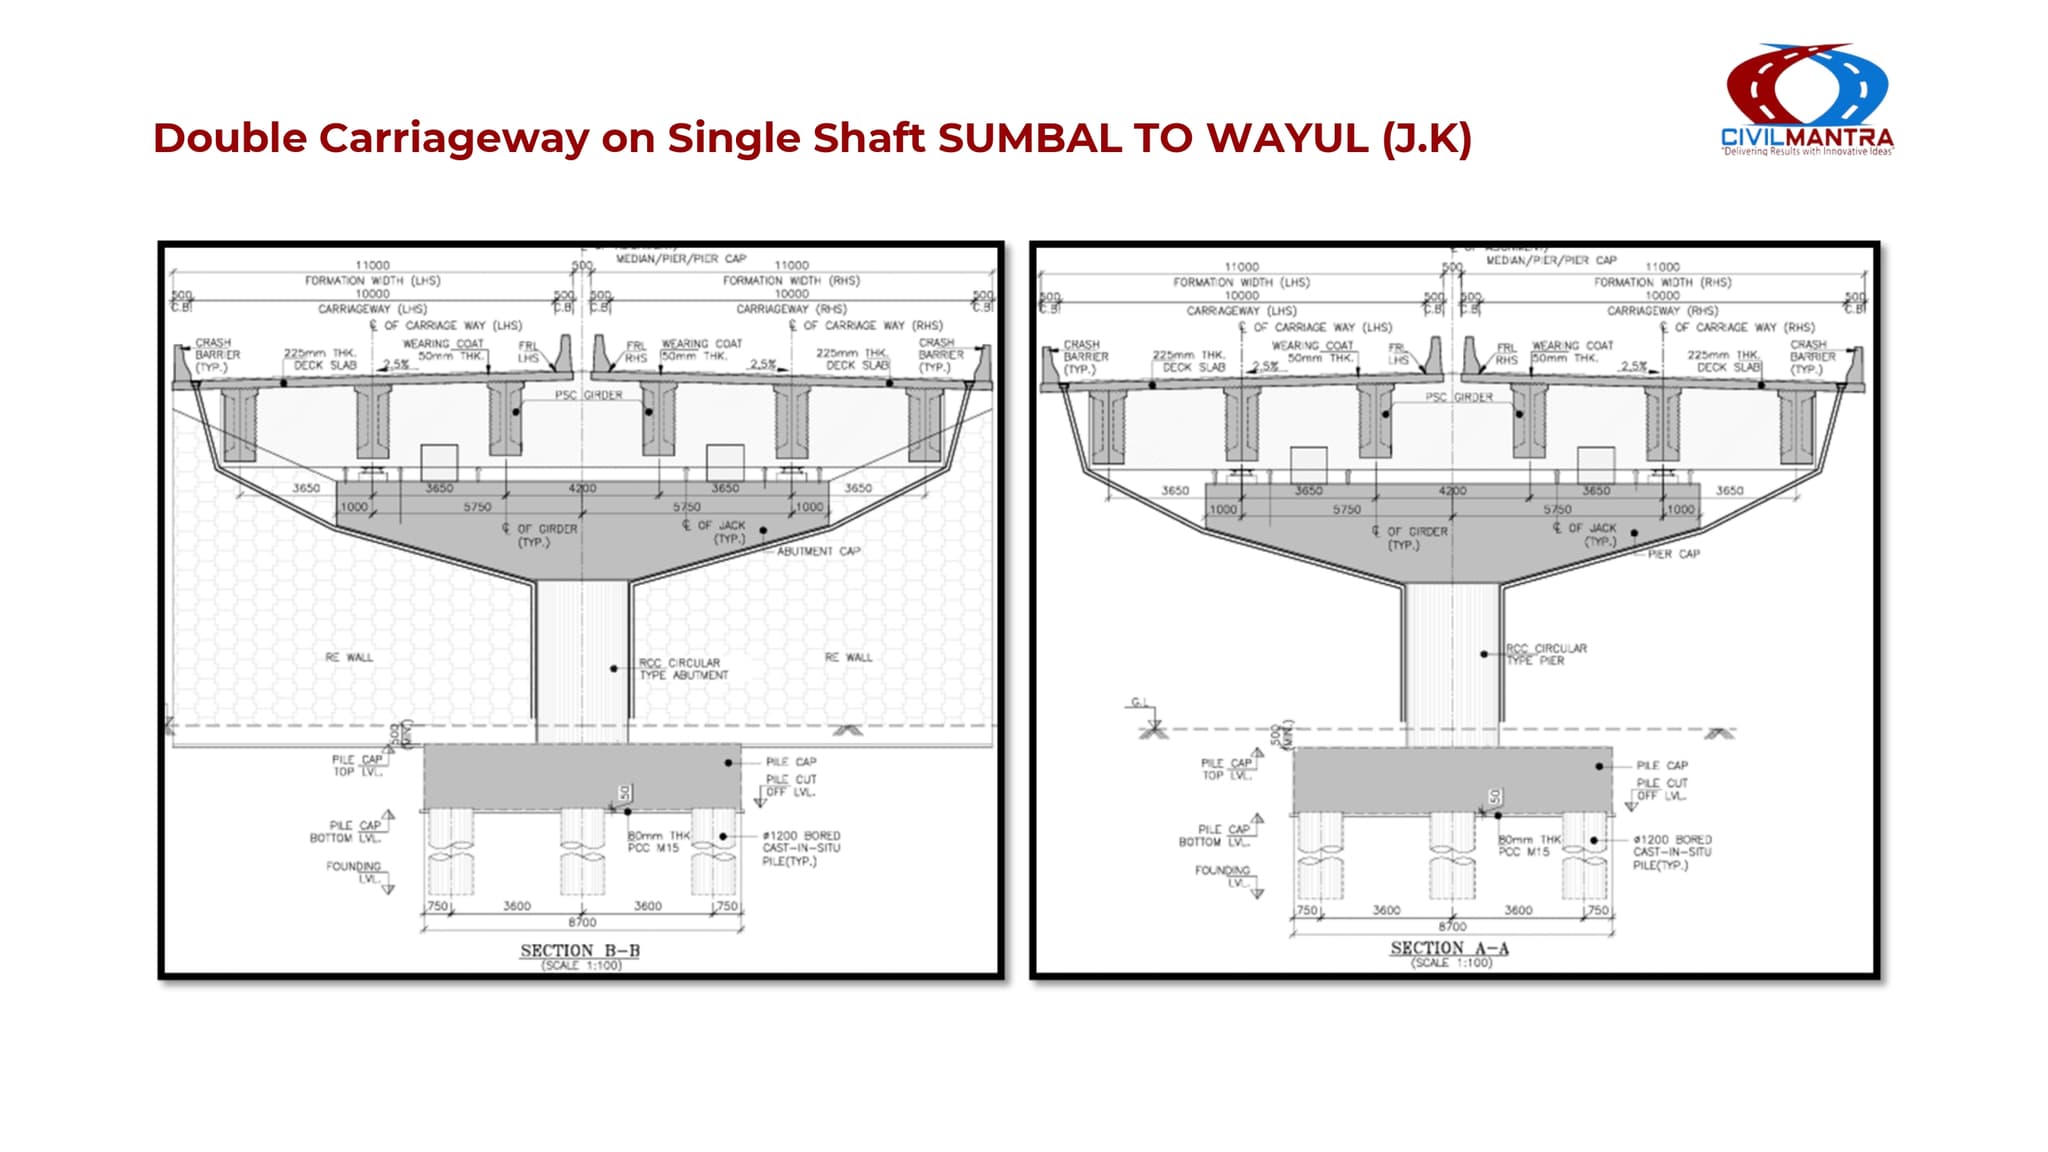 Double Carriageway on Single Shaft SUMBAL TO WAYUL (J.K)
CIVILMANTRA
"Delivering Results with Innovative Ideas"
MEDIAN/PIER/PIER CAP
11000
500
11000
FORMATION WIDTH (LHS)
FORMATION WIDTH (RHS)
500
10000
500
500
10000
500
C.B.
CARRIAGEWAY (LHS)
C.B.
C.B.
CARRIAGEWAY (RHS)
C.B.
℄ OF CARRIAGE WAY (LHS)
℄ OF CARRIAGE WAY (RHS)
CRASH
BARRIER
(TYP.)
225mm THK.
DECK SLAB
2.5%
WEARING COAT
50mm THK.
FRL
LHS
FRL
RHS
WEARING COAT
50mm THK.
2.5%
225mm THK.
DECK SLAB
CRASH
BARRIER
(TYP.)
PSC GIRDER
3650
3650
4200
3650
3650
1000
5750
5750
1000
℄ OF GIRDER
(TYP.)
℄ OF JACK
(TYP.)
ABUTMENT CAP
RE WALL
RCC CIRCULAR
TYPE ABUTMENT
RE WALL
500
(MIN.)
PILE CAP
TOP LVL.
PILE CAP
PILE CUT
OFF LVL.
50
PILE CAP
BOTTOM LVL.
80mm THK
PCC M15
ø1200 BORED
CAST-IN-SITU
PILE(TYP.)
FOUNDING
LVL.
750
3600
3600
750
8700
SECTION B-B
(SCALE 1:100)
MEDIAN/PIER/PIER CAP
11000
500
11000
FORMATION WIDTH (LHS)
FORMATION WIDTH (RHS)
500
10000
500
500
10000
500
C.B.
CARRIAGEWAY (LHS)
C.B.
C.B.
CARRIAGEWAY (RHS)
C.B.
℄ OF CARRIAGE WAY (LHS)
℄ OF CARRIAGE WAY (RHS)
CRASH
BARRIER
(TYP.)
225mm THK.
DECK SLAB
2.5%
WEARING COAT
50mm THK.
FRL
LHS
FRL
RHS
WEARING COAT
50mm THK.
2.5%
225mm THK.
DECK SLAB
CRASH
BARRIER
(TYP.)
PSC GIRDER
3650
3650
4200
3650
3650
1000
5750
5750
1000
℄ OF GIRDER
(TYP.)
℄ OF JACK
(TYP.)
PIER CAP
RCC CIRCULAR
TYPE PIER
G.L
500
(MIN.)
PILE CAP
TOP LVL.
PILE CAP
PILE CUT
OFF LVL.
50
PILE CAP
BOTTOM LVL.
80mm THK
PCC M15
ø1200 BORED
CAST-IN-SITU
PILE(TYP.)
FOUNDING
LVL.
750
3600
3600
750
8700
SECTION A-A
(SCALE 1:100)